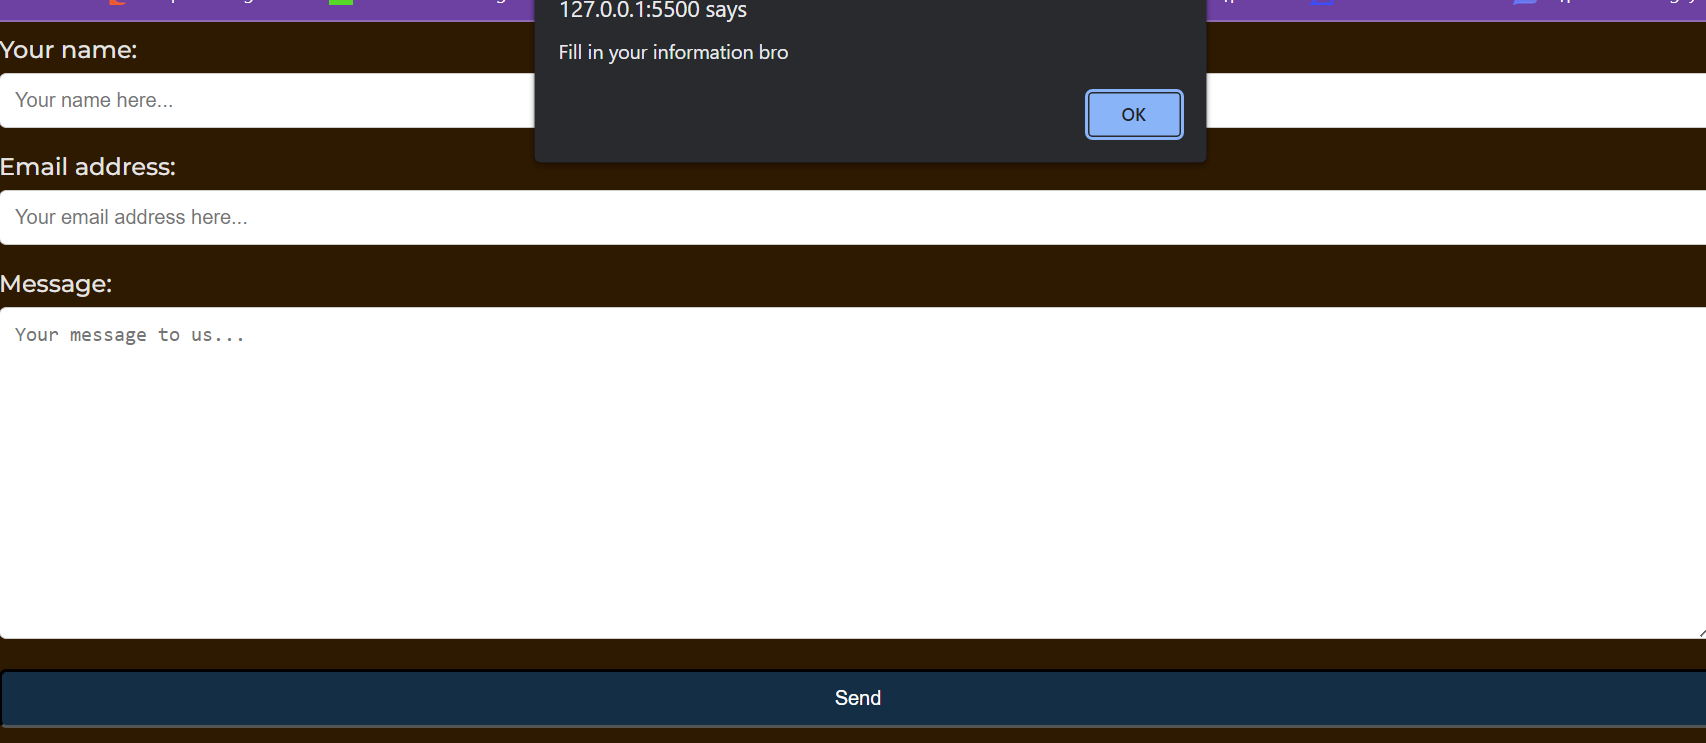 127.0.0.1:5500 says
Fill in your information bro
OK
Your name:
Your name here...
Email address:
Your email address here...
Message:
Your message to us...
Send